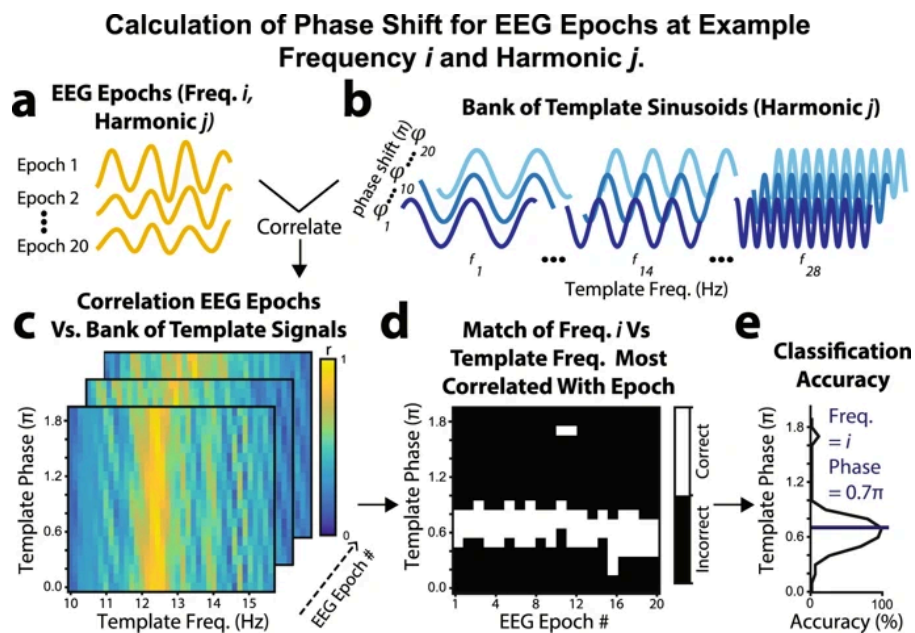 Calculation of Phase Shift for EEG Epochs at Example
Frequency i and Harmonic j.
a
EEG Epochs (Freq. i,
Harmonic j)
Epoch 1
Epoch 2
Epoch 20
Correlate
b
Bank of Template Sinusoids (Harmonic j)
phase shift (π)
φ 20
φ 10
φ 1
f 1
f 14
f 28
Template Freq. (Hz)
c
Correlation EEG Epochs
Vs. Bank of Template Signals
r
1
0
Template Phase (π)
1.8
1.2
0.6
0.0
10 11 12 13 14 15
Template Freq. (Hz)
EEG Epoch #
d
Match of Freq. i Vs
Template Freq. Most
Correlated With Epoch
Template Phase (π)
1.8
1.2
0.6
0.0
1 4 8 12 16 20
EEG Epoch #
Correct
Incorrect
e
Classification
Accuracy
Template Phase (π)
1.8
1.2
0.6
0.0
Freq.
= i
Phase
= 0.7π
0 100
Accuracy (%)